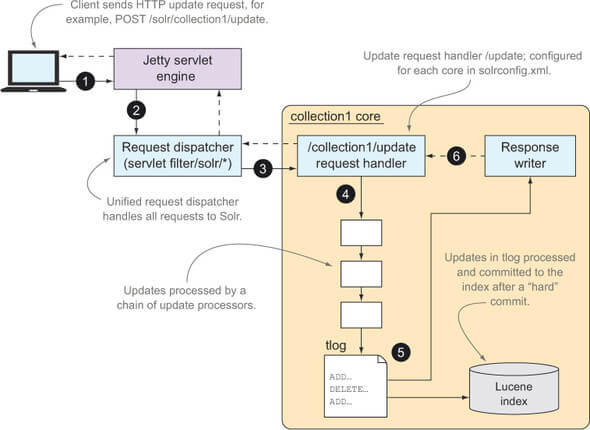 Client sends HTTP update request, for
example, POST /solr/collection1/update.
Jetty servlet
engine
Update request handler /update; configured
for each core in solrconfig.xml.
1
2
collection1 core
Request dispatcher
(servlet filter/solr/*)
3
/collection1/update
request handler
6
Response
writer
4
Unified request dispatcher
handles all requests to Solr.
Updates processed by a
chain of update processors.
Updates in tlog processed
and committed to the
index after a “hard”
commit.
tlog
5
ADD…
DELETE…
ADD…
Lucene
index